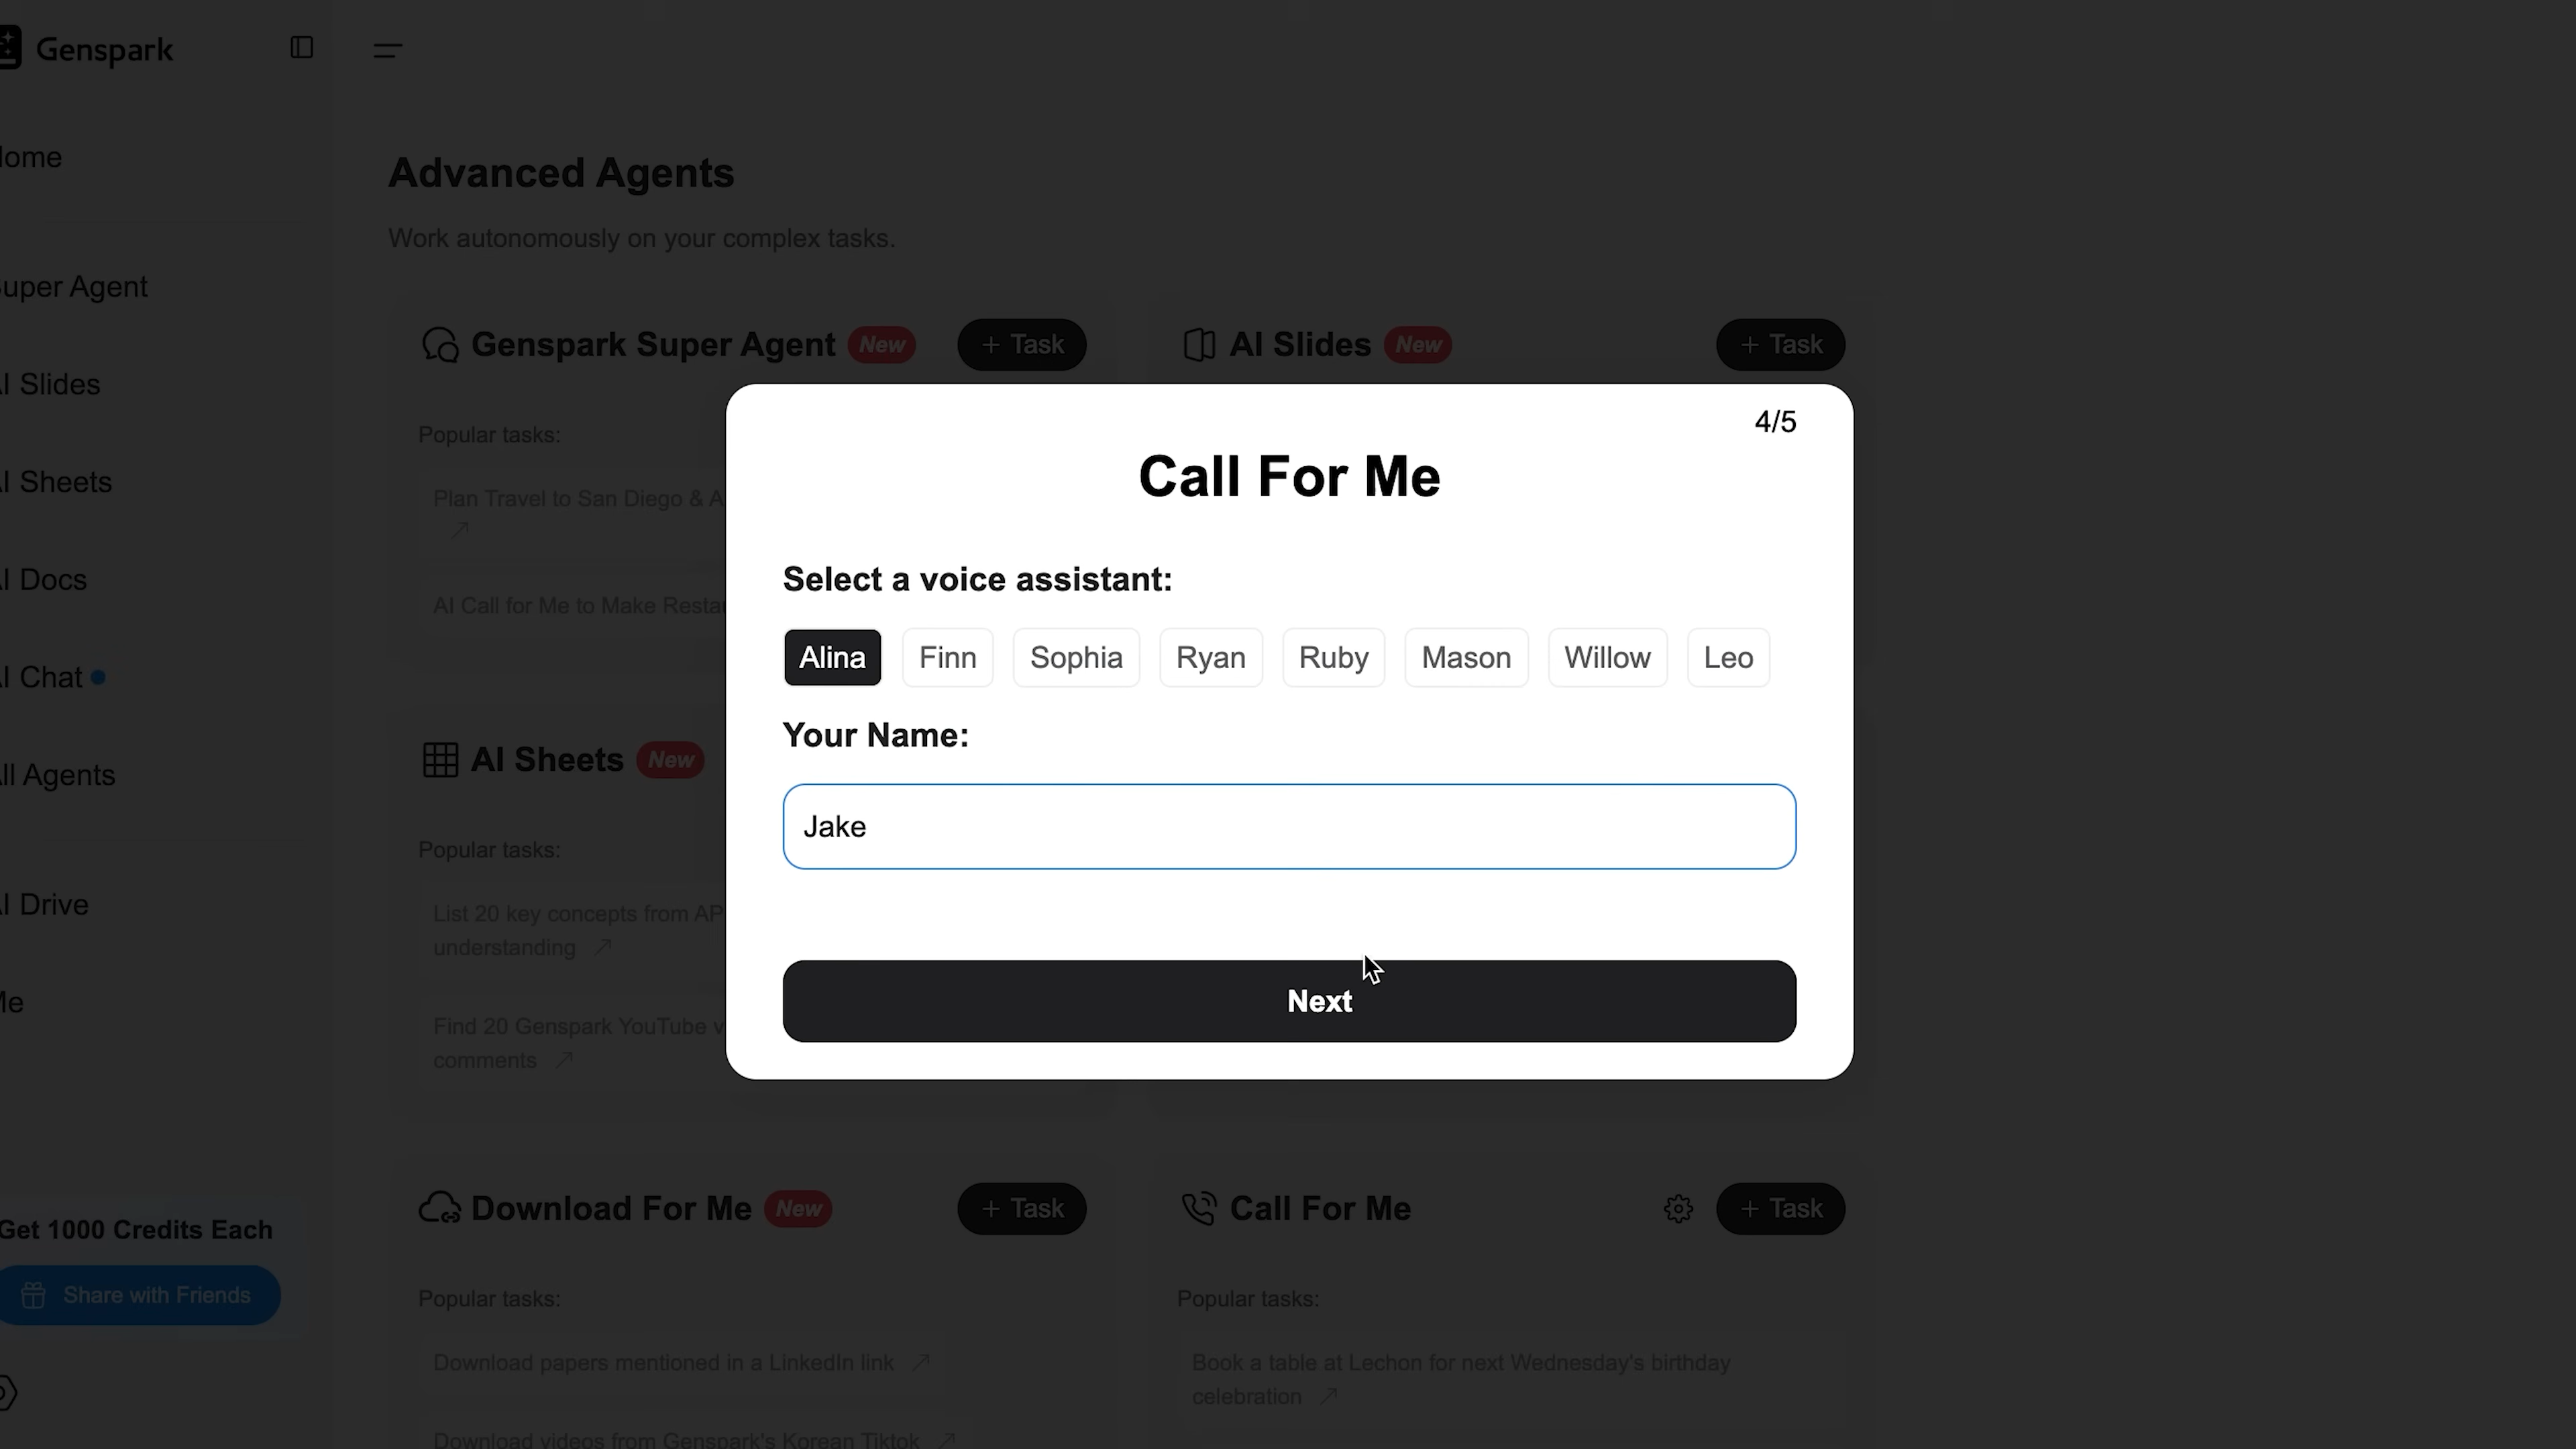 Genspark
ome
Advanced Agents
Work autonomously on your complex tasks.
uper Agent
Genspark Super Agent New + Task
AI Slides New + Task
I Slides
4/5
Popular tasks:
Call For Me
I Sheets
Plan Travel to San Diego & A
Select a voice assistant:
I Docs
AI Call for Me to Make Restau
Alina Finn Sophia Ryan Ruby Mason Willow Leo
I Chat
Your Name:
AI Sheets New
ll Agents
Jake
Popular tasks:
I Drive
List 20 key concepts from AP
understanding
Next
e
Find 20 Genspark YouTube v
comments
Download For Me New + Task
Call For Me + Task
Get 1000 Credits Each
Share with Friends
Popular tasks:
Popular tasks:
Download papers mentioned in a LinkedIn link
Book a table at Lechon for next Wednesday's birthday
celebration
Download videos from Genspark's Korean Tiktok